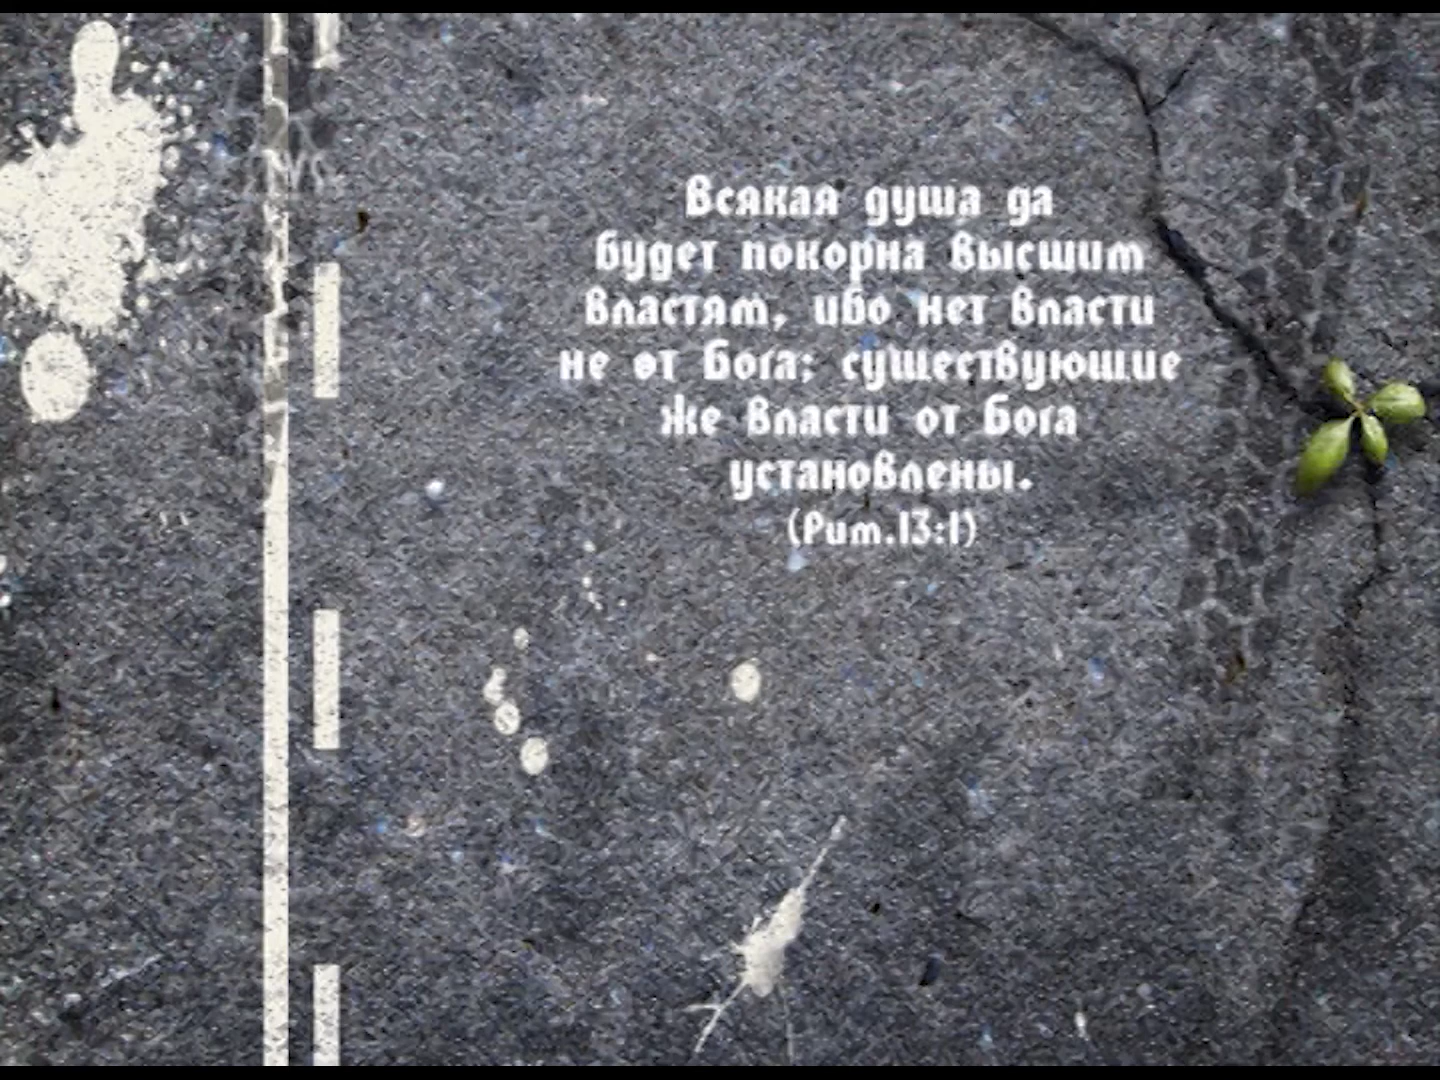 Всякая душа да
будет покорна высшим
властям, ибо нет власти
не от Бога; существующие
же власти от Бога
установлены.
(Рим.13:1)